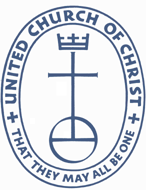 UNITED CHURCH OF CHRIST
THAT THEY MAY ALL BE ONE